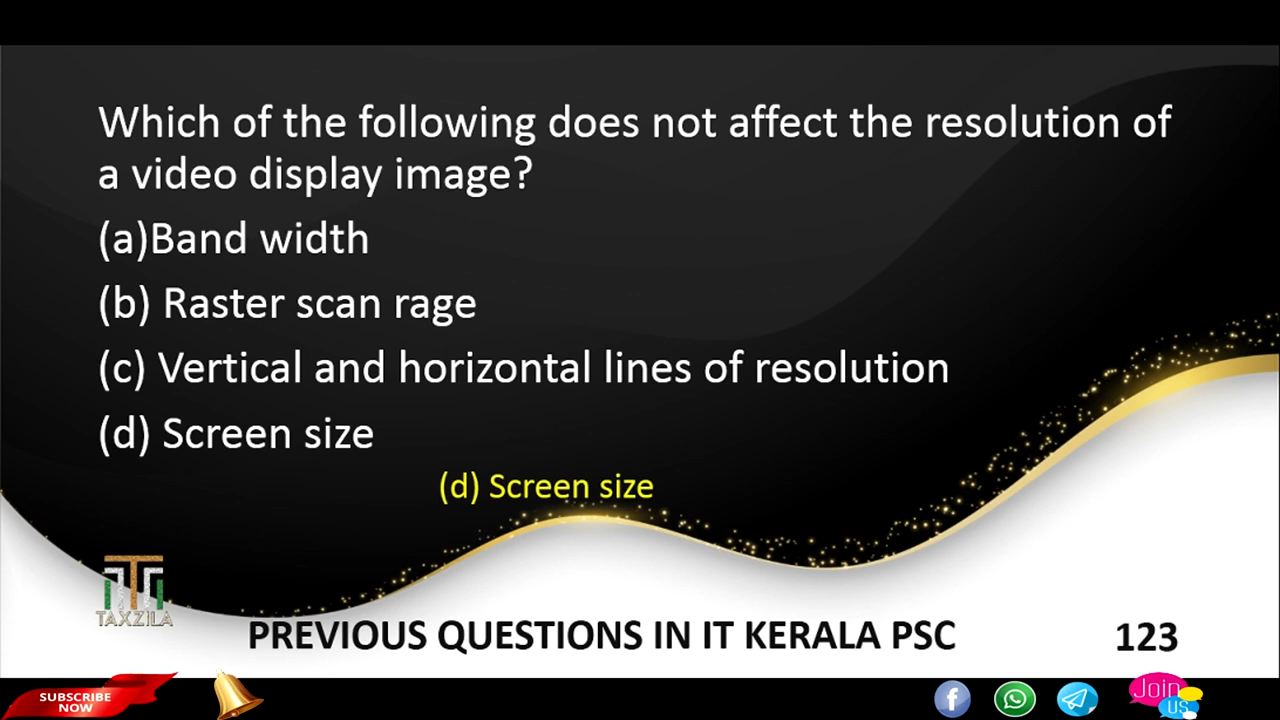 Which of the following does not affect the resolution of
a video display image?
(a)Band width
(b) Raster scan rage
(c) Vertical and horizontal lines of resolution
(d) Screen size
(d) Screen size
TAXZILA
PREVIOUS QUESTIONS IN IT KERALA PSC
123
SUBSCRIBE
NOW
Join
US